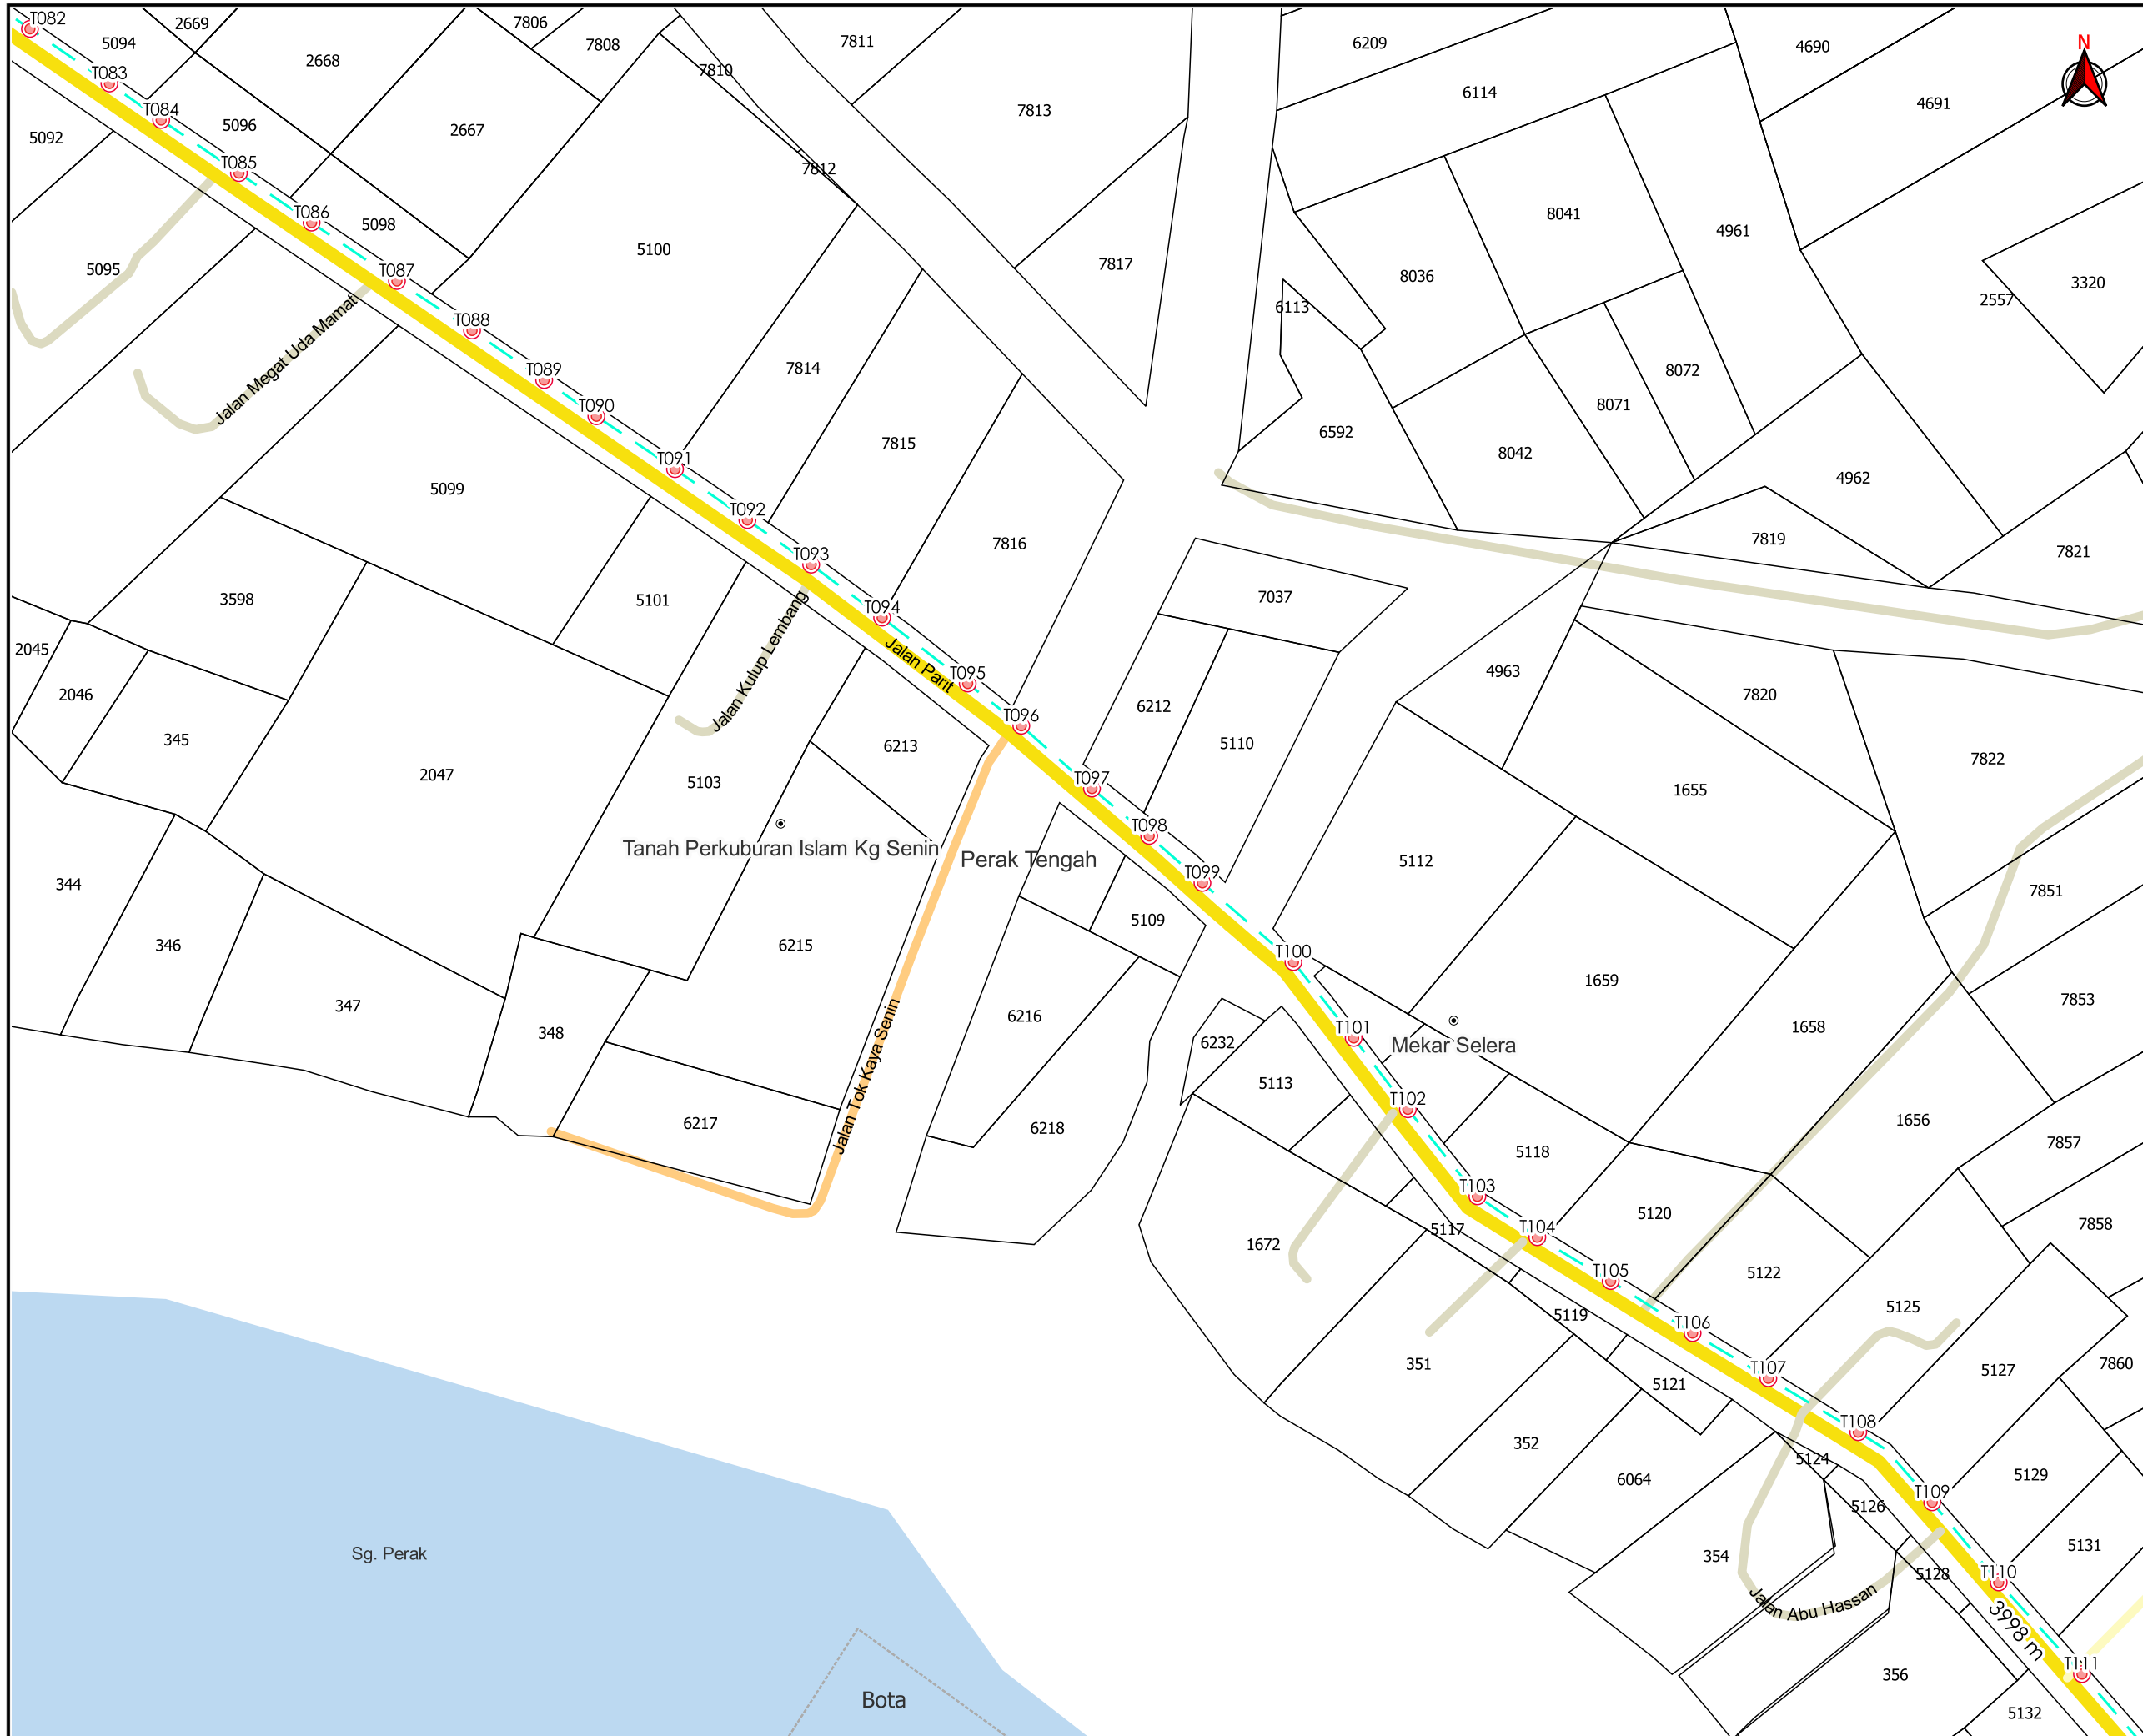 T082
2669
7806
5094
7808
7811
6209
4690
N
2668
7810
6114
T083
4691
7813
T084
5096
2667
5092
7812
T085
8041
T086
5098
4961
5100
5095
7817
T087
8036
3320
2557
6113
T088
Jalan Megat Uda Mamat
7814
8072
T089
T090
8071
6592
7815
8042
T091
4962
5099
T092
7819
7816
7821
T093
7037
3598
5101
T094
2045
Jalan Kulup Lembang
Jalan Parit
T095
4963
2046
7820
6212
T096
345
6213
5110
7822
2047
5103
T097
1655
T098
Tanah Perkuburan Islam Kg Senin
Perak Tengah
5112
T099
344
7851
5109
346
6215
T100
1659
7853
347
6216
348
T101
1658
6232
Mekar Selera
Jalan Tok Kaya Senin
5113
T102
6217
6218
1656
7857
5118
T103
5120
7858
T104
5117
1672
T105
5122
5125
5119
T106
351
7860
T107
5127
5121
T108
352
5124
6064
5129
T109
5126
Sg. Perak
5131
354
T110
5128
Jalan Abu Hassan
3998 m
T111
356
Bota
5132